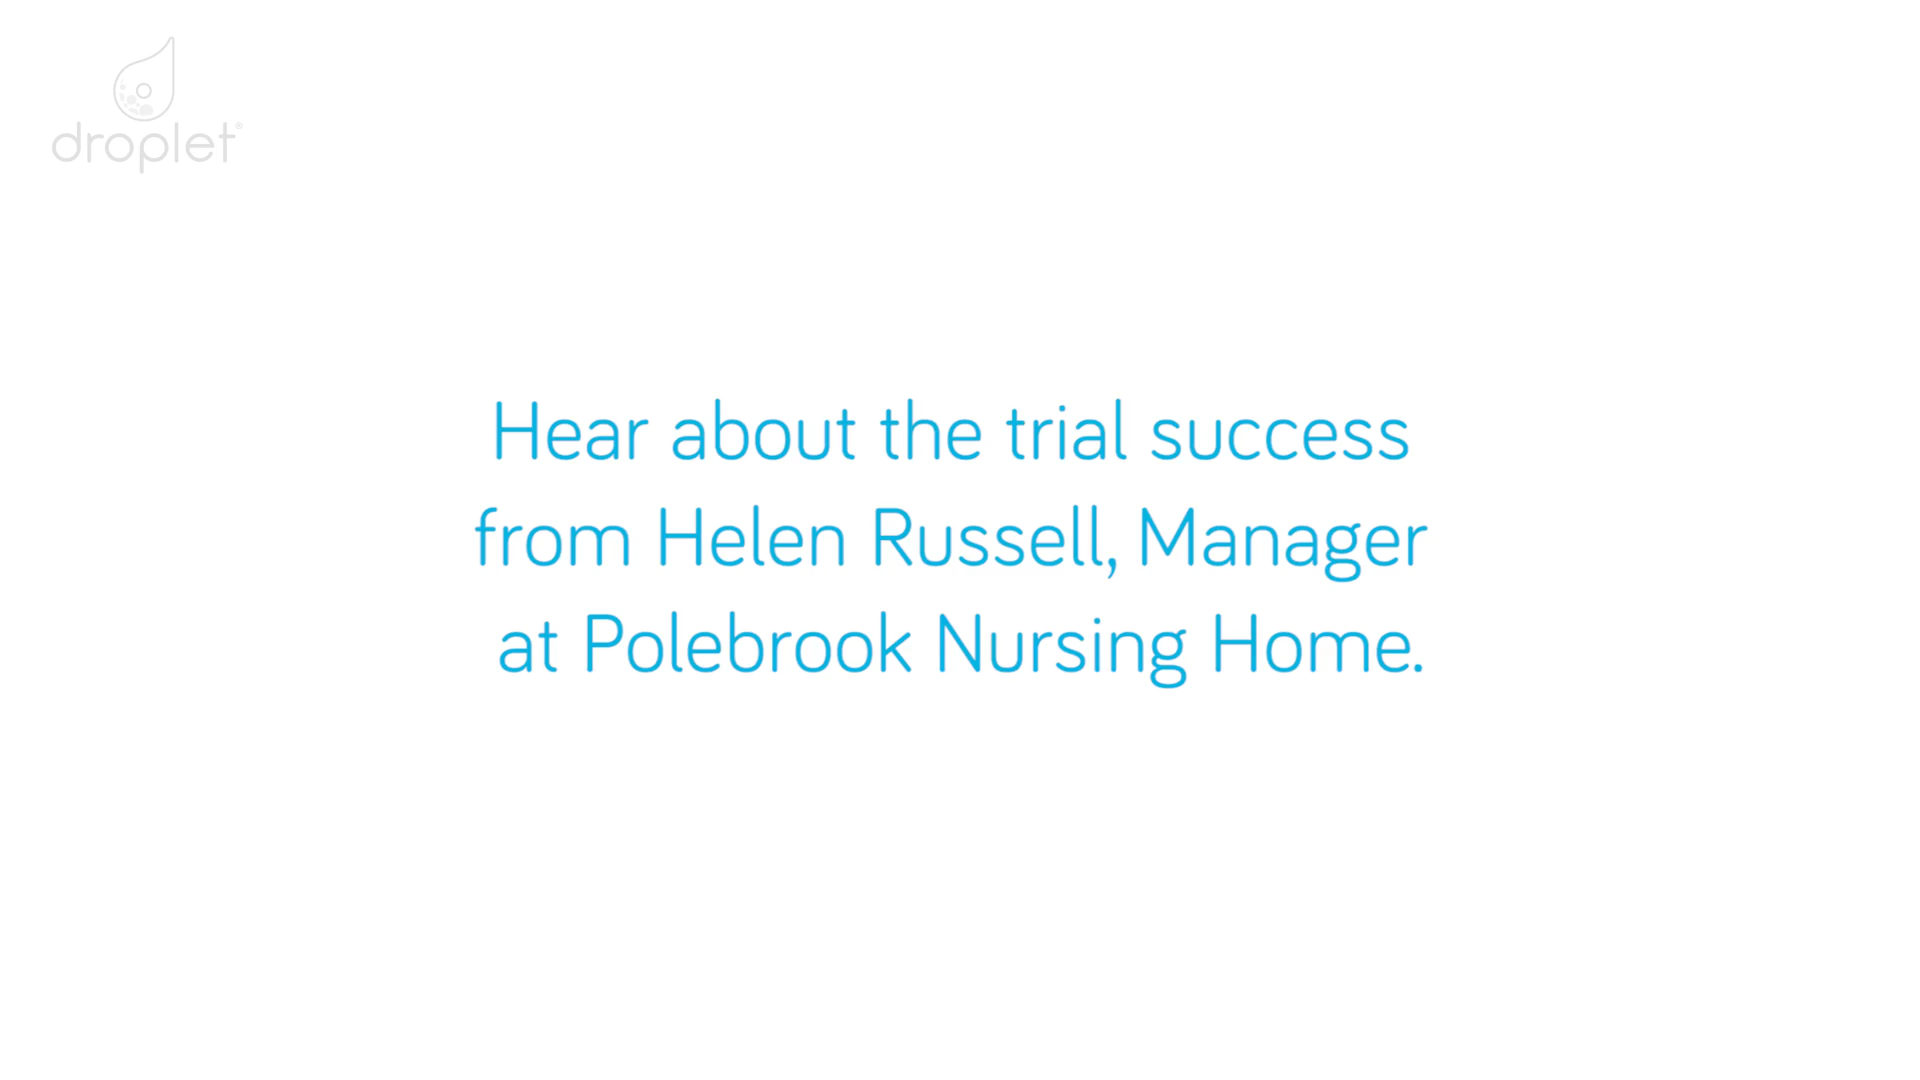 droplet®
Hear about the trial success
from Helen Russell, Manager
at Polebrook Nursing Home.